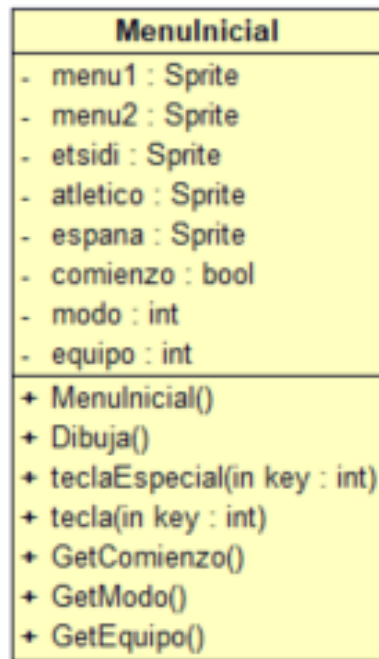 MenuInicial
- menu1 : Sprite
- menu2 : Sprite
- etsidi : Sprite
- atletico : Sprite
- espana : Sprite
- comienzo : bool
- modo : int
- equipo : int
+ MenuInicial()
+ Dibuja()
+ teclaEspecial(in key : int)
+ tecla(in key : int)
+ GetComienzo()
+ GetModo()
+ GetEquipo()